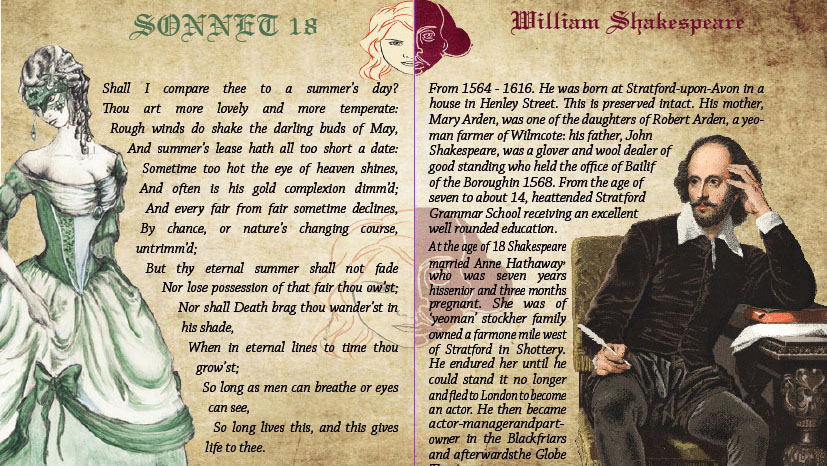 SONNET 18
Shall I compare thee to a summer's day?
Thou art more lovely and more temperate:
Rough winds do shake the darling buds of May,
And summer's lease hath all too short a date:
Sometime too hot the eye of heaven shines,
And often is his gold complexion dimm'd;
And every fair from fair sometime declines,
By chance, or nature's changing course,
untrimm'd;
But thy eternal summer shall not fade
Nor lose possession of that fair thou ow'st;
Nor shall Death brag thou wander'st in
his shade,
When in eternal lines to time thou
grow'st;
So long as men can breathe or eyes
can see,
So long lives this, and this gives
life to thee.
William Shakespeare
From 1564 - 1616. He was born at Stratford-upon-Avon in a
house in Henley Street. This is preserved intact. His mother,
Mary Arden, was one of the daughters of Robert Arden, a yeo-
man farmer of Wilmcote: his father, John
Shakespeare, was a glover and wool dealer of
good standing who held the office of Bailif
of the Boroughin 1568. From the age of
seven to about 14, heattended Stratford
Grammar School receiving an excellent
well rounded education.
At the age of 18 Shakespeare
married Anne Hathaway,
who was seven years
hissenior and three months
pregnant. She was of
'yeoman' stockher family
owned a farmone mile west
of Stratford in Shottery.
He endured her until he
could stand it no longer
and fled to London to become
an actor. He then became
actor-managerandpart-
owner in the Blackfriars
and afterwardsthe Globe